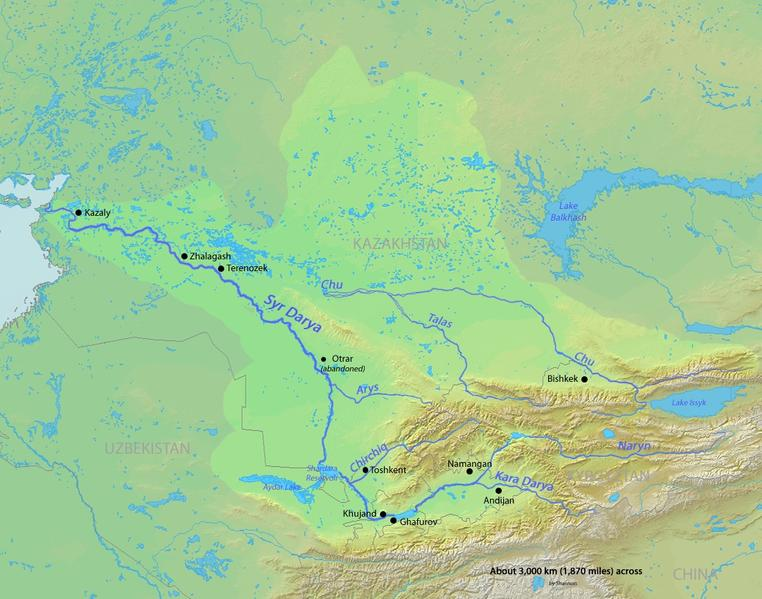 Kazaly
Lake
Balkhash
KAZAKHSTAN
Zhalagash
Terenozek
Chu
Syr Darya
Talas
Otrar
(abandoned)
Chu
Bishkek
Arys
Lake Issyk
UZBEKISTAN
Chirchiq
Naryn
Shardara
Reservoir
Toshkent
Namangan
Aydar Lake
Kara Darya
Andijan
Khujand
Ghafurov
About 3,000 km (1,870 miles) across
CHINA
by Shannon